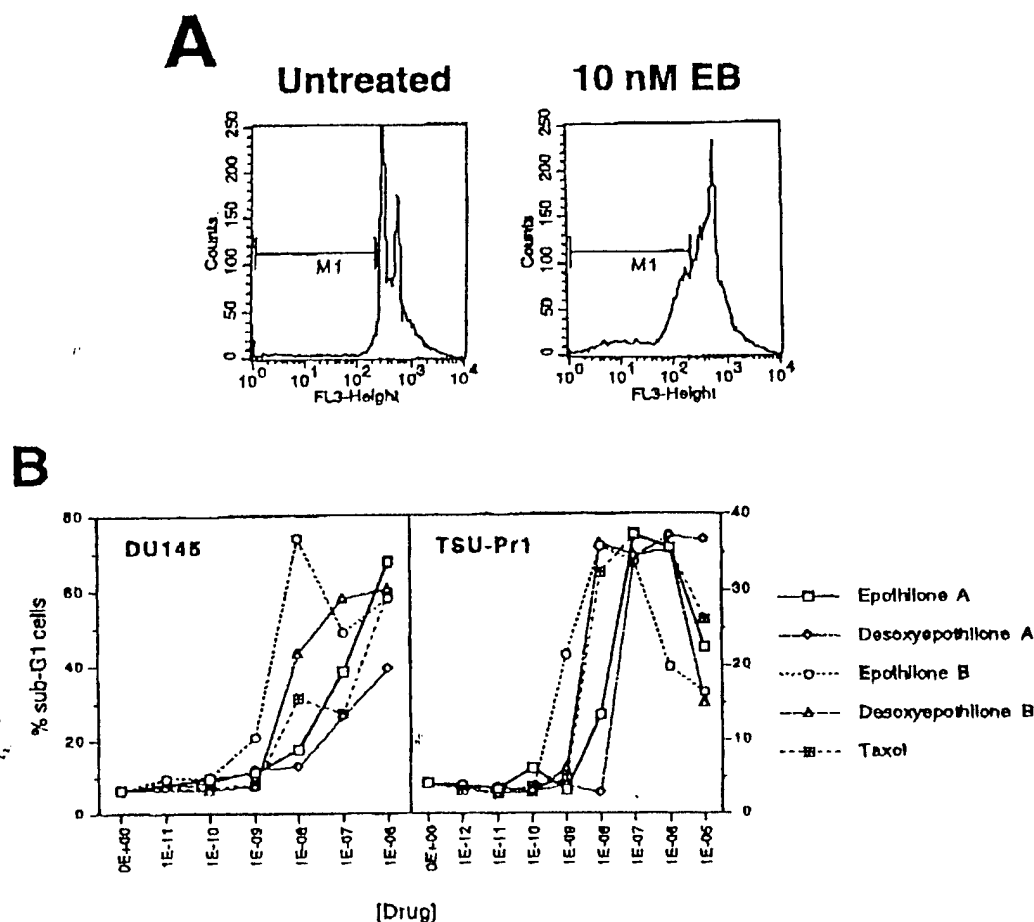 A
Untreated
10 nM EB
250
200
150
100
50
0
Counts
M1
10^0 10^1 10^2 10^3 10^4
FL3-Height
250
200
150
100
50
0
Counts
M1
10^0 10^1 10^2 10^3 10^4
FL3-Height
B
80
60
40
20
0
% sub-G1 cells
DU145
TSU-Pr1
40
30
20
10
0
0E+00
1E-11
1E-10
1E-09
1E-08
1E-07
1E-06
0E+00
1E-12
1E-11
1E-10
1E-09
1E-08
1E-07
1E-06
1E-05
[Drug]
Epothilone A
Desoxyepothilone A
Epothilone B
Desoxyepothilone B
Taxol